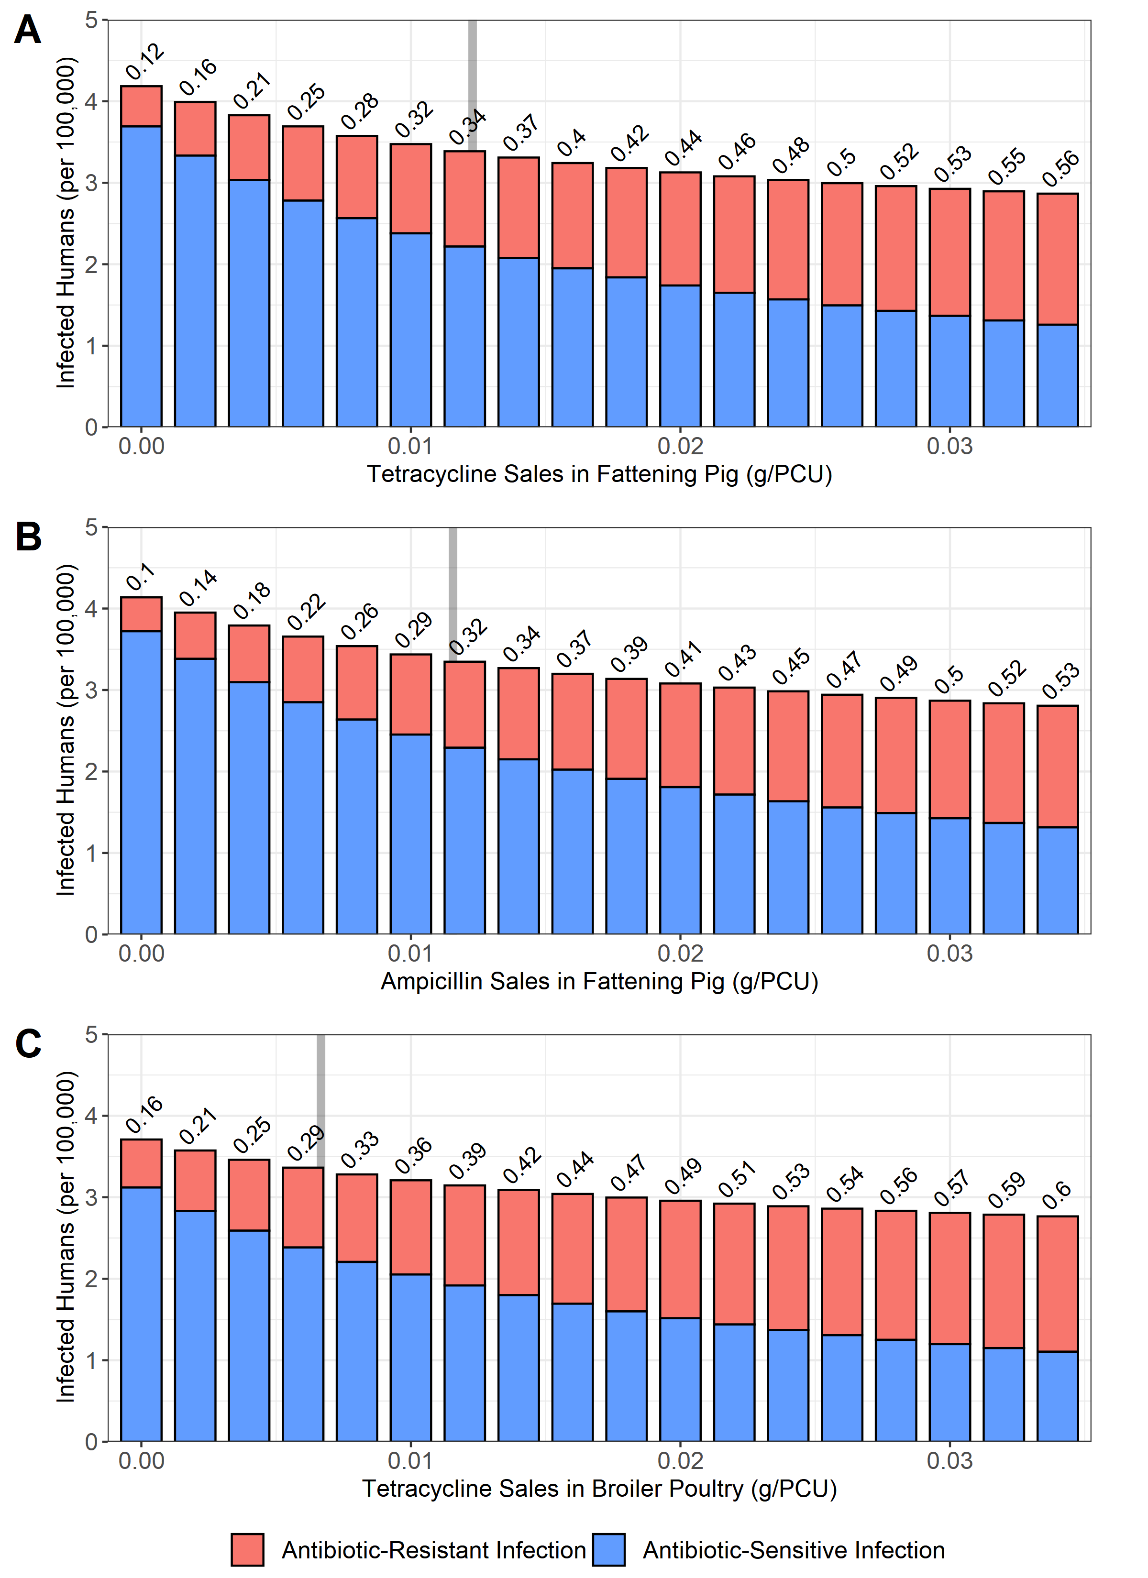 A
Infected Humans (per 100,000)
5
4
3
2
1
0
0.12 0.16 0.21 0.25 0.28 0.32 0.34 0.37 0.4 0.42 0.44 0.46 0.48 0.5 0.52 0.53 0.55 0.56
0.00 0.01 0.02 0.03
Tetracycline Sales in Fattening Pig (g/PCU)
B
Infected Humans (per 100,000)
5
4
3
2
1
0
0.1 0.14 0.18 0.22 0.26 0.29 0.32 0.34 0.37 0.39 0.41 0.43 0.45 0.47 0.49 0.5 0.52 0.53
0.00 0.01 0.02 0.03
Ampicillin Sales in Fattening Pig (g/PCU)
C
Infected Humans (per 100,000)
5
4
3
2
1
0
0.16 0.21 0.25 0.29 0.33 0.36 0.39 0.42 0.44 0.47 0.49 0.51 0.53 0.54 0.56 0.57 0.59 0.6
0.00 0.01 0.02 0.03
Tetracycline Sales in Broiler Poultry (g/PCU)
Antibiotic-Resistant Infection Antibiotic-Sensitive Infection